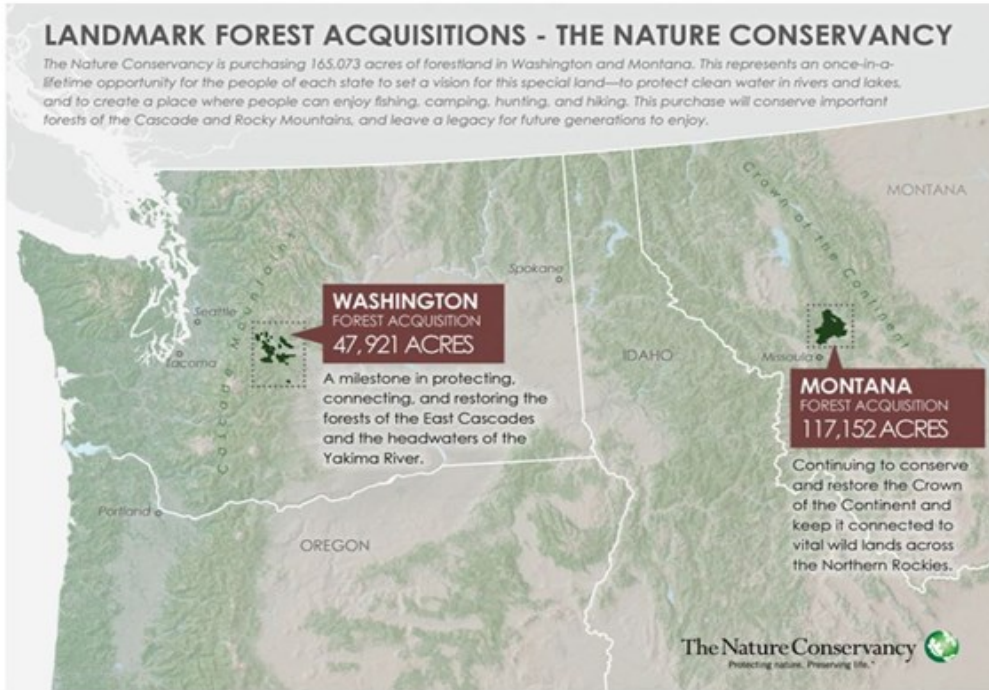 LANDMARK FOREST ACQUISITIONS - THE NATURE CONSERVANCY
The Nature Conservancy is purchasing 165,073 acres of forestland in Washington and Montana. This represents an once-in-a-
lifetime opportunity for the people of each state to set a vision for this special land—to protect clean water in rivers and lakes,
and to create a place where people can enjoy fishing, camping, hunting, and hiking. This purchase will conserve important
forests of the Cascade and Rocky Mountains, and leave a legacy for future generations to enjoy.
Crown of the Continent
MONTANA
Cascade Mountains
Spokane
Seattle
Tacoma
WASHINGTON
FOREST ACQUISITION
47,921 ACRES
A milestone in protecting,
connecting, and restoring the
forests of the East Cascades
and the headwaters of the
Yakima River.
IDAHO
Missoula
MONTANA
FOREST ACQUISITION
117,152 ACRES
Continuing to conserve
and restore the Crown
of the Continent and
keep it connected to
vital wild lands across
the Northern Rockies.
Portland
OREGON
The Nature Conservancy
Protecting nature. Preserving life.™